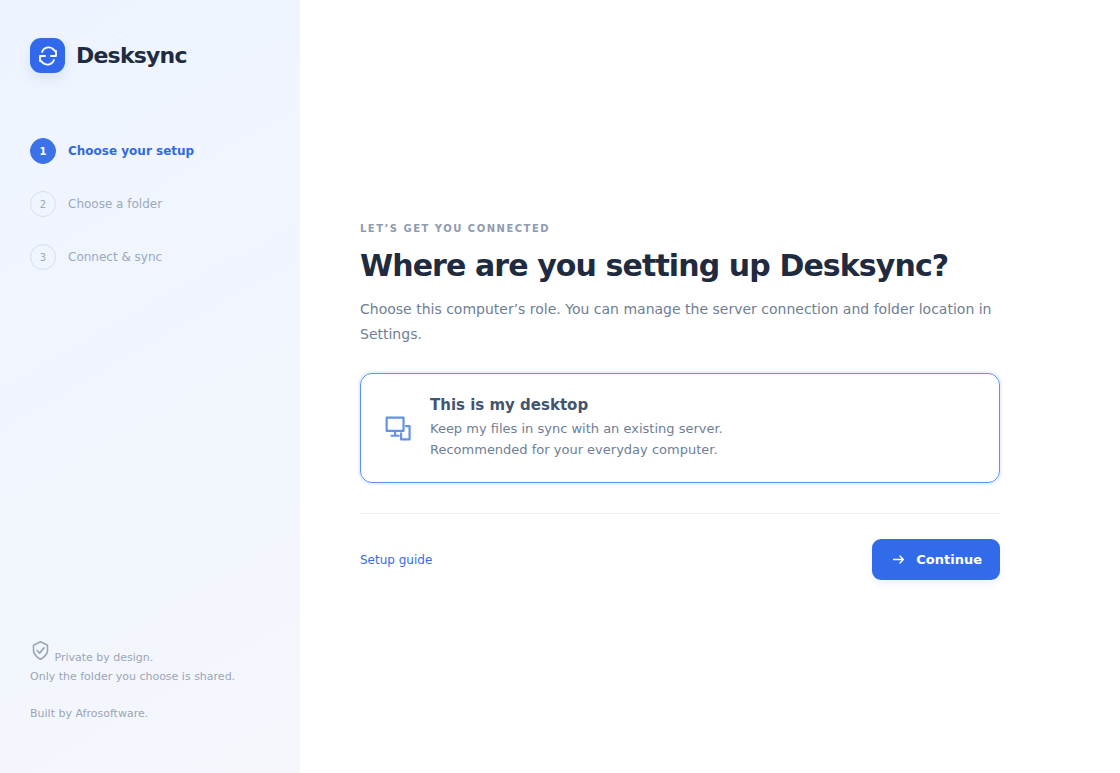 Desksync
1 Choose your setup
2 Choose a folder
3 Connect & sync
Private by design.
Only the folder you choose is shared.
Built by Afrosoftware.
LET’S GET YOU CONNECTED
Where are you setting up Desksync?
Choose this computer’s role. You can manage the server connection and folder location in
Settings.
This is my desktop
Keep my files in sync with an existing server.
Recommended for your everyday computer.
Setup guide
Continue